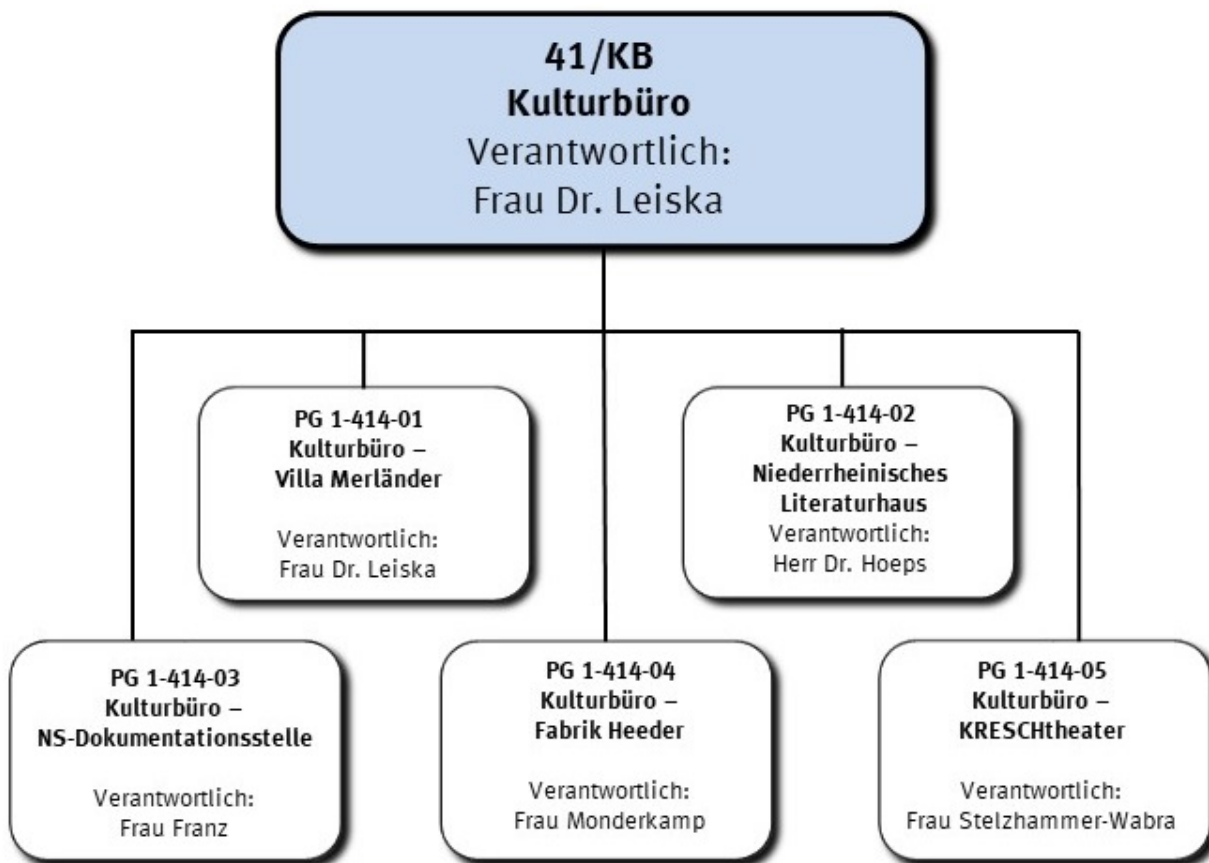 41/KB
Kulturbüro
Verantwortlich:
Frau Dr. Leiska
PG 1-414-01
Kulturbüro –
Villa Merländer
Verantwortlich:
Frau Dr. Leiska
PG 1-414-02
Kulturbüro –
Niederrheinisches
Literaturhaus
Verantwortlich:
Herr Dr. Hoeps
PG 1-414-03
Kulturbüro –
NS-Dokumentationsstelle
Verantwortlich:
Frau Franz
PG 1-414-04
Kulturbüro –
Fabrik Heeder
Verantwortlich:
Frau Monderkamp
PG 1-414-05
Kulturbüro –
KRESCHtheater
Verantwortlich:
Frau Stelzhammer-Wabra